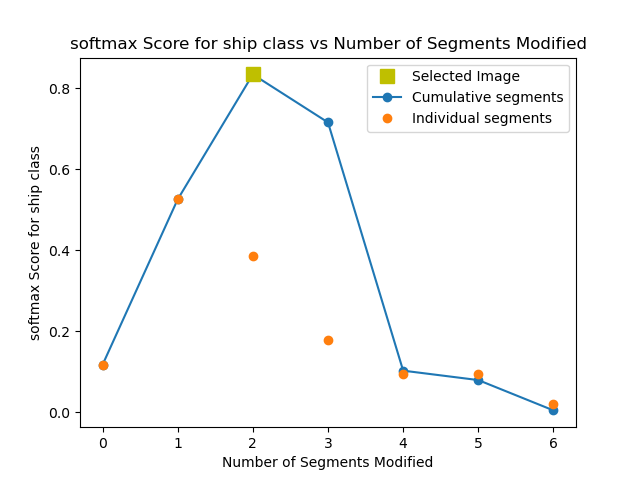 softmax Score for ship class vs Number of Segments Modified
Selected Image
Cumulative segments
Individual segments
softmax Score for ship class
0.8
0.6
0.4
0.2
0.0
0 1 2 3 4 5 6
Number of Segments Modified